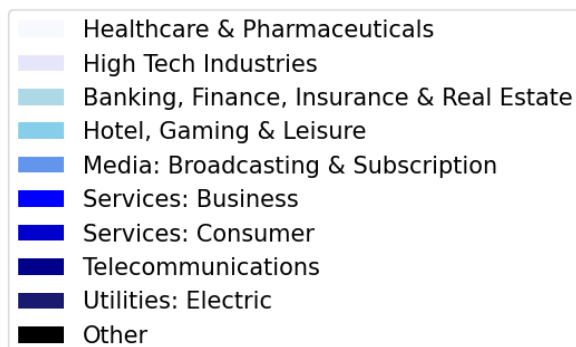 Healthcare & Pharmaceuticals
High Tech Industries
Banking, Finance, Insurance & Real Estate
Hotel, Gaming & Leisure
Media: Broadcasting & Subscription
Services: Business
Services: Consumer
Telecommunications
Utilities: Electric
Other